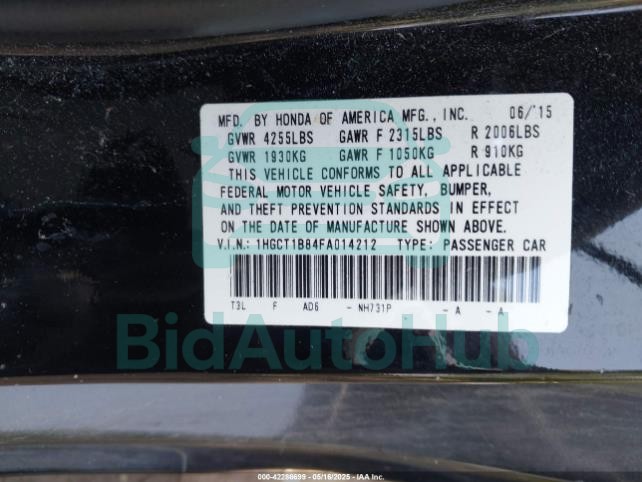 MFD. BY HONDA OF AMERICA MFG., INC. 06/'15
GVWR 4255LBS GAWR F 2315LBS R 2006LBS
GVWR 1930KG GAWR F 1050KG R 910KG
THIS VEHICLE CONFORMS TO ALL APPLICABLE
FEDERAL MOTOR VEHICLE SAFETY, BUMPER,
AND THEFT PREVENTION STANDARDS IN EFFECT
ON THE DATE OF MANUFACTURE SHOWN ABOVE.
V.I.N.: 1HGCT1B84FA014212 TYPE: PASSENGER CAR
T3L F AD6 - NH731P - A - A
BidAutoHub
000-42286699 - 05/16/2025 - IAA Inc.